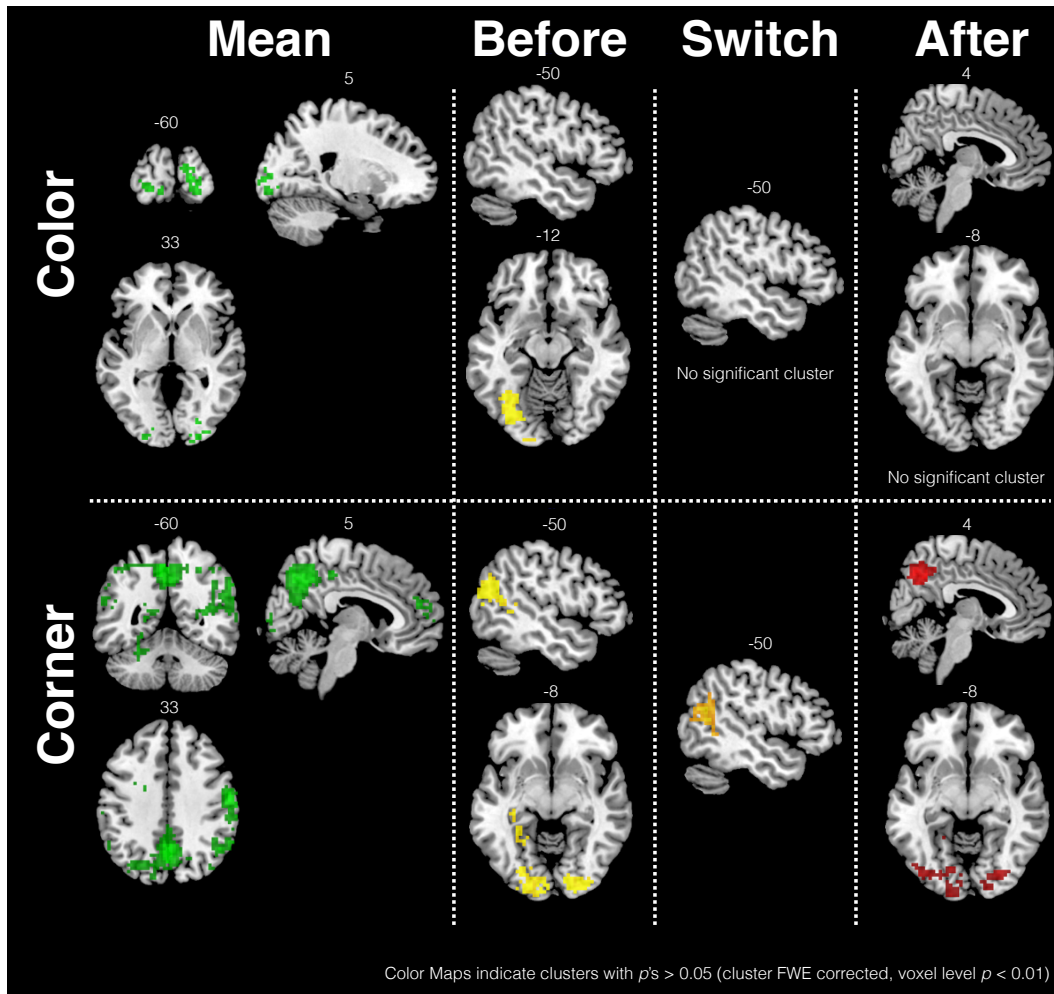 Mean Before Switch After
Color
-60
5
33
-50
-12
-50
No significant cluster
4
-8
No significant cluster
Corner
-60
5
33
-50
-8
-50
4
-8
Color Maps indicate clusters with p's > 0.05 (cluster FWE corrected, voxel level p < 0.01)